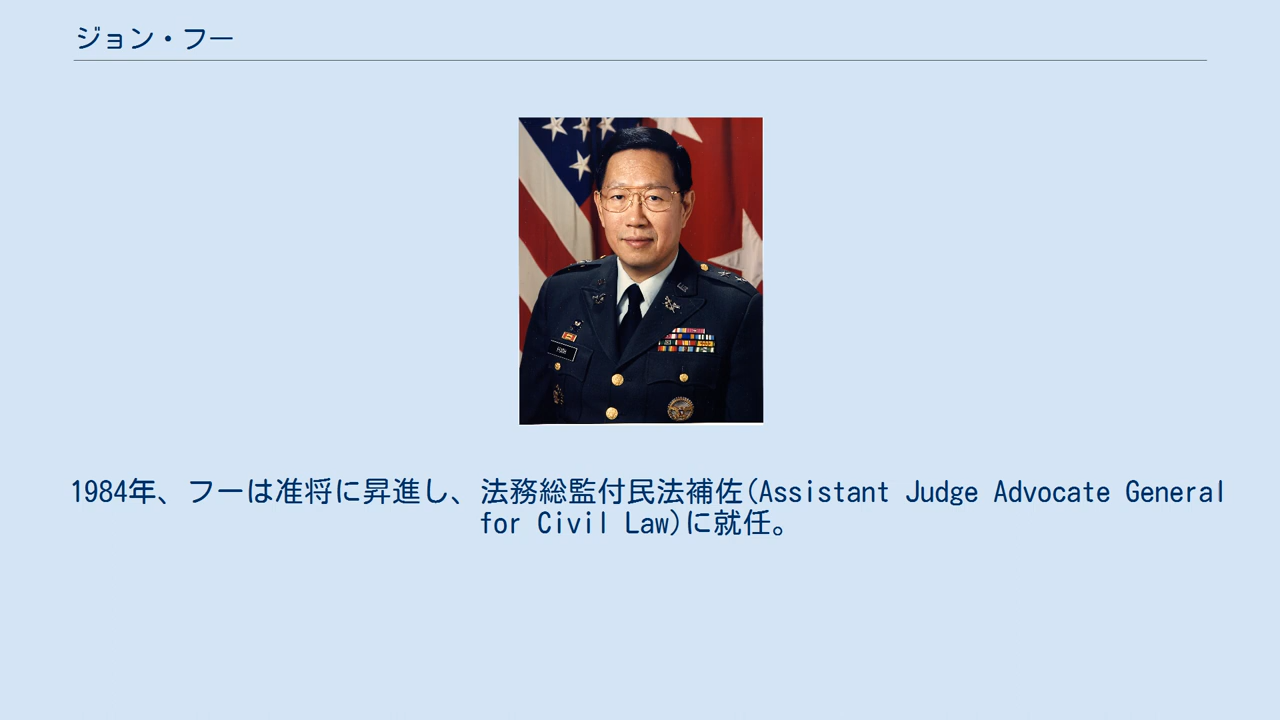 ジョン・フー
1984年、フーは准将に昇進し、法務総監付民法補佐(Assistant Judge Advocate General
for Civil Law)に就任。